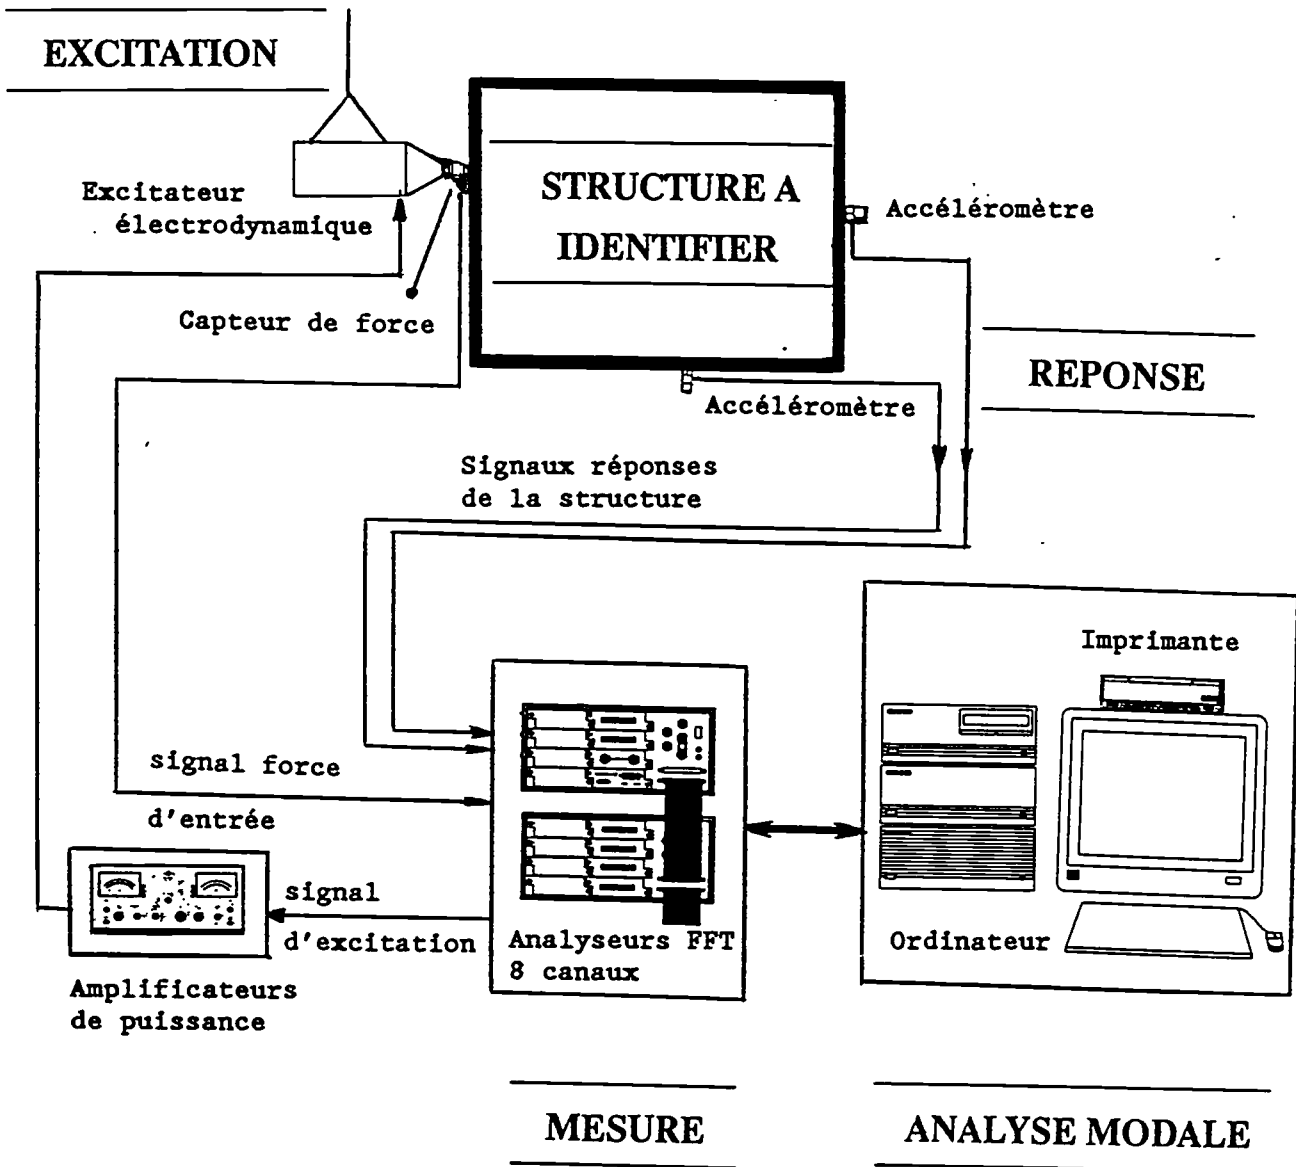 EXCITATION
STRUCTURE A
IDENTIFIER
Excitateur
électrodynamique
Accéléromètre
Capteur de force
REPONSE
Accéléromètre
Signaux réponses
de la structure
Imprimante
signal force
d'entrée
signal
d'excitation
Analyseurs FFT
8 canaux
Ordinateur
Amplificateurs
de puissance
MESURE
ANALYSE MODALE